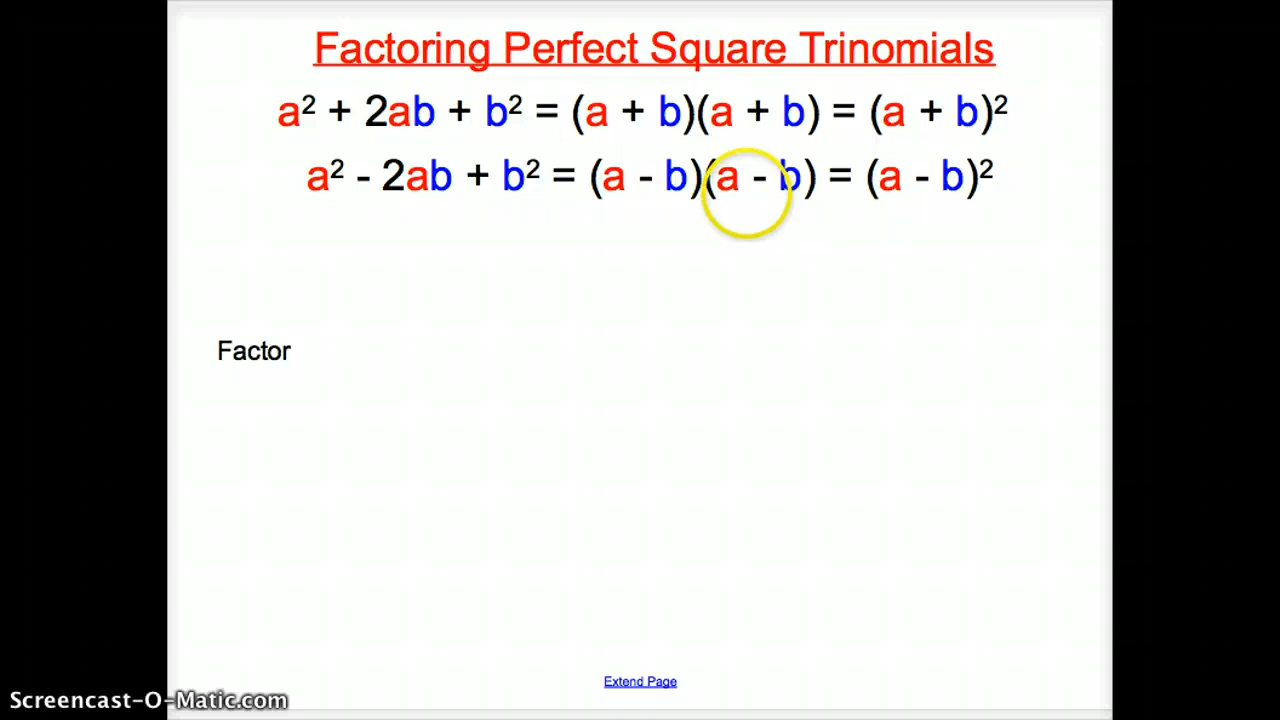 Factoring Perfect Square Trinomials
a² + 2ab + b² = (a + b)(a + b) = (a + b)²
a² - 2ab + b² = (a - b)(a - b) = (a - b)²
Factor
Extend Page
Screencast-O-Matic.com